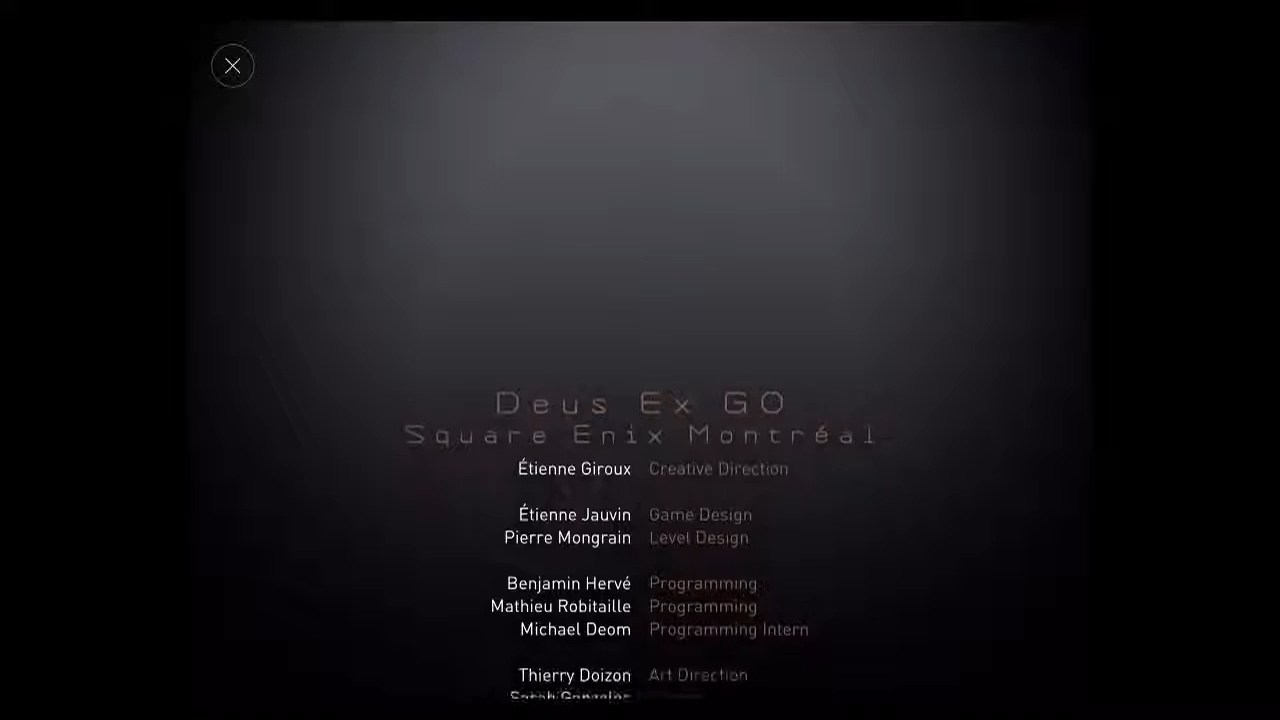 Deus Ex GO
Square Enix Montréal
Étienne Giroux Creative Direction
Étienne Jauvin Game Design
Pierre Mongrain Level Design
Benjamin Hervé Programming
Mathieu Robitaille Programming
Michael Deom Programming Intern
Thierry Doizon Art Direction